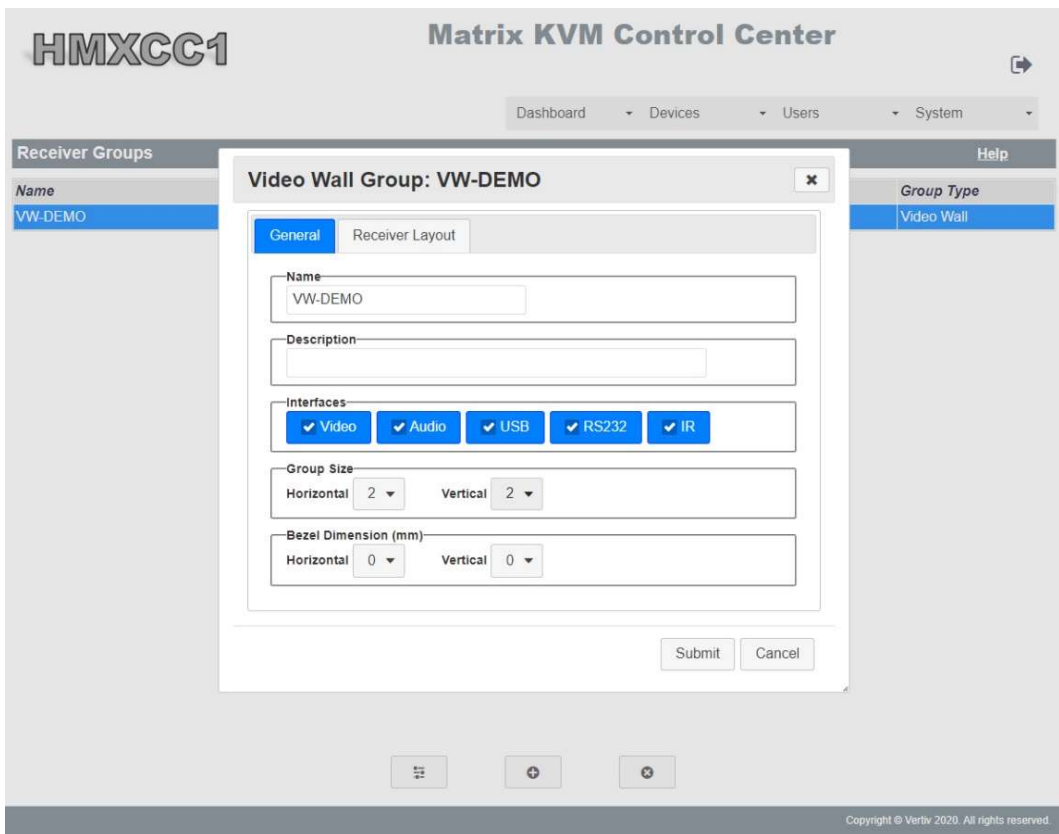 HMXCC1
Matrix KVM Control Center
Dashboard Devices Users System
Receiver Groups Help
Name Group Type
VW-DEMO Video Wall
Video Wall Group: VW-DEMO
General Receiver Layout
Name
VW-DEMO
Description
Interfaces
Video Audio USB RS232 IR
Group Size
Horizontal 2 Vertical 2
Bezel Dimension (mm)
Horizontal 0 Vertical 0
Submit Cancel
Copyright © Vertiv 2020. All rights reserved.